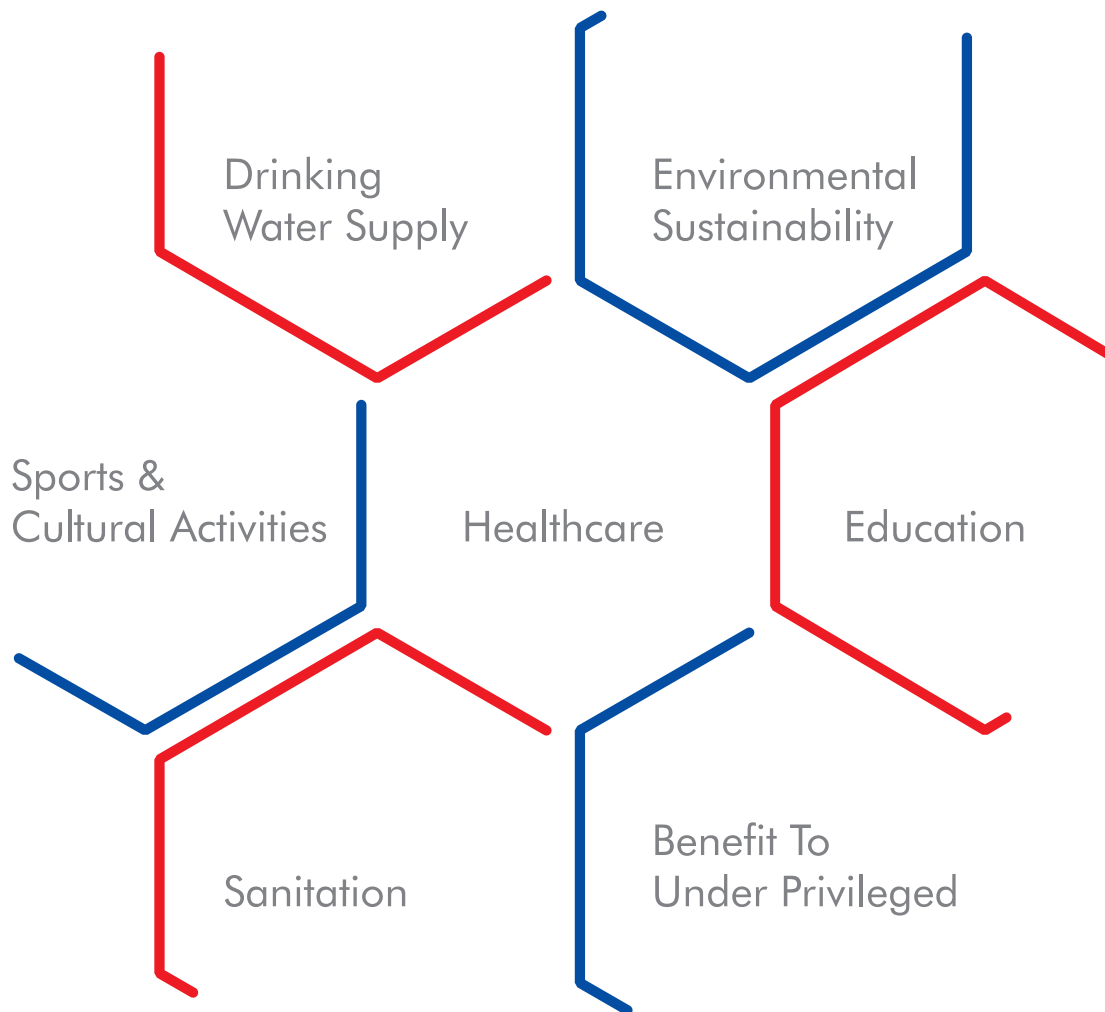 Drinking
Water Supply
Environmental
Sustainability
Sports &
Cultural Activities
Healthcare
Education
Sanitation
Benefit To
Under Privileged